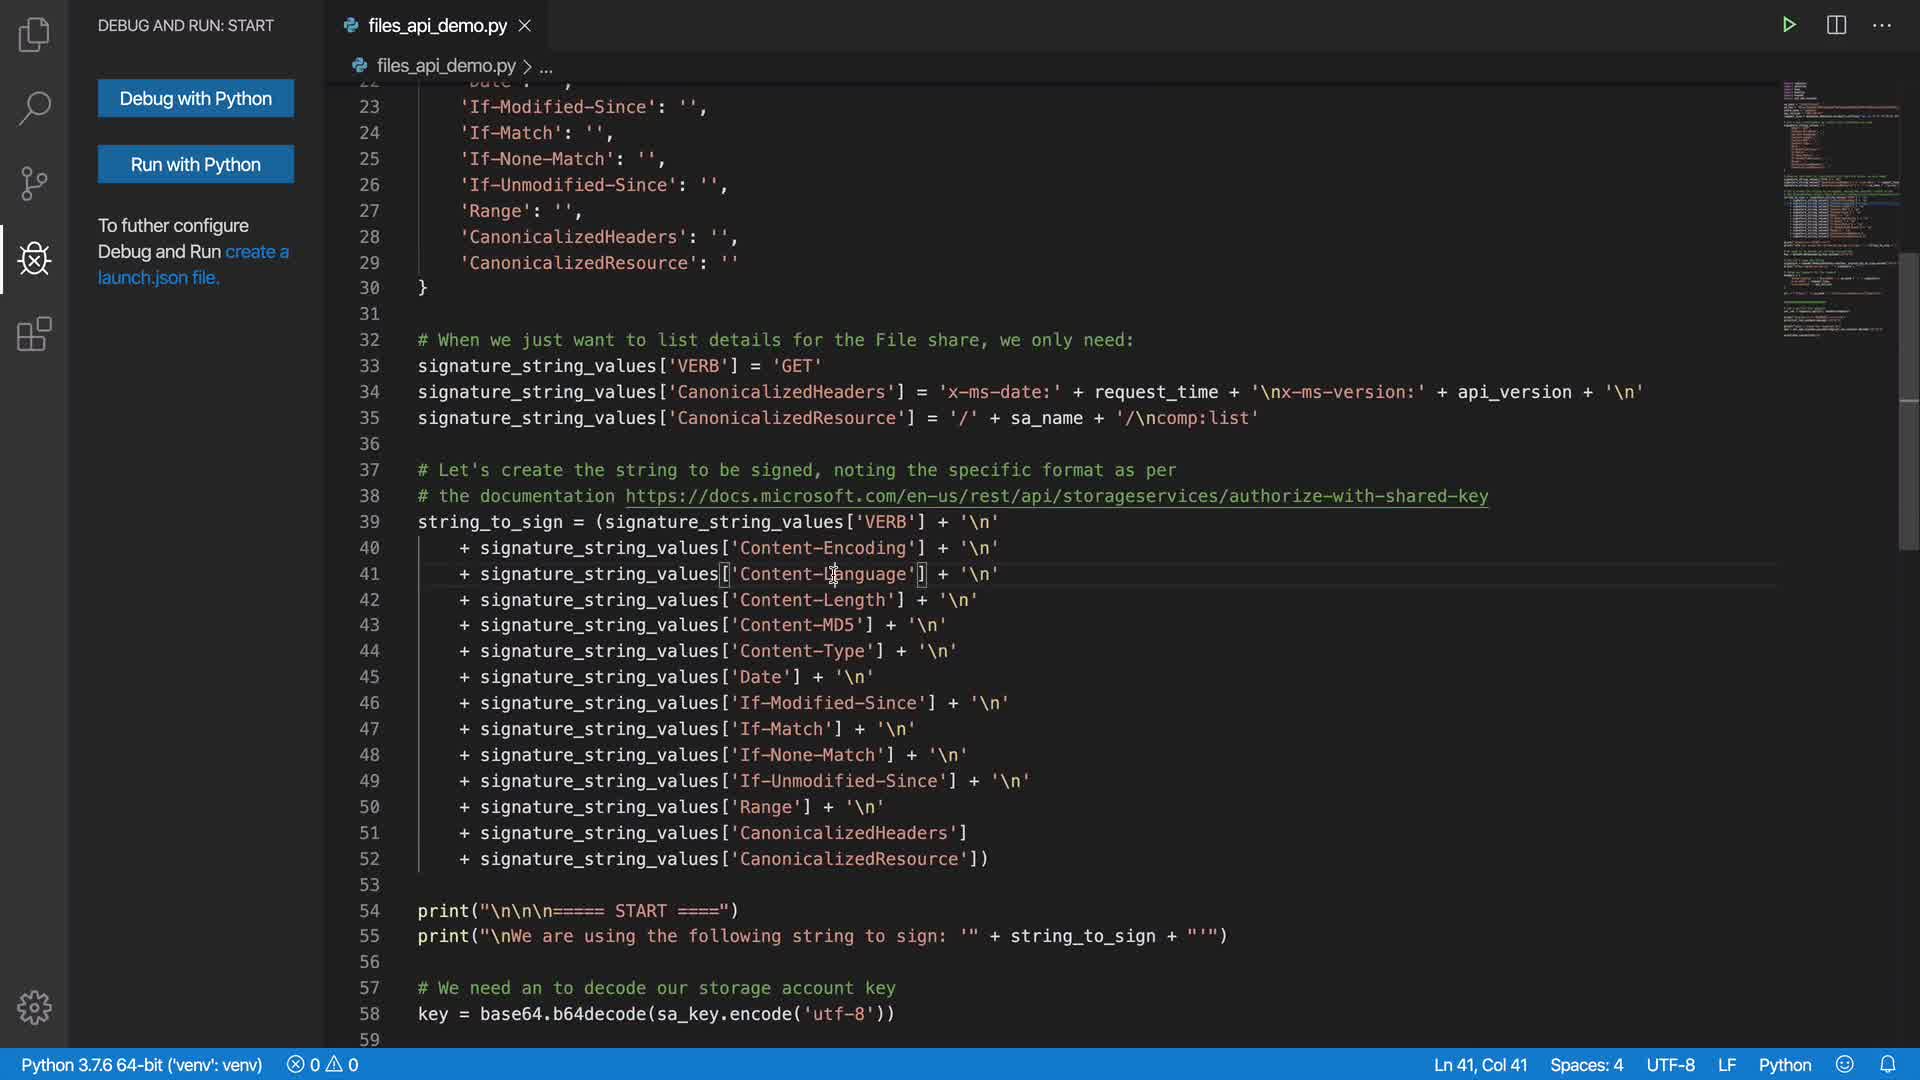 DEBUG AND RUN: START
Debug with Python
Run with Python
To futher configure
Debug and Run create a
launch.json file.
files_api_demo.py
files_api_demo.py > ...
22 'Date': '',
23 'If-Modified-Since': '',
24 'If-Match': '',
25 'If-None-Match': '',
26 'If-Unmodified-Since': '',
27 'Range': '',
28 'CanonicalizedHeaders': '',
29 'CanonicalizedResource': ''
30 }
31
32 # When we just want to list details for the File share, we only need:
33 signature_string_values['VERB'] = 'GET'
34 signature_string_values['CanonicalizedHeaders'] = 'x-ms-date:' + request_time + '\nx-ms-version:' + api_version + '\n'
35 signature_string_values['CanonicalizedResource'] = '/' + sa_name + '/\ncomp:list'
36
37 # Let's create the string to be signed, noting the specific format as per
38 # the documentation https://docs.microsoft.com/en-us/rest/api/storageservices/authorize-with-shared-key
39 string_to_sign = (signature_string_values['VERB'] + '\n'
40 + signature_string_values['Content-Encoding'] + '\n'
41 + signature_string_values['Content-Language'] + '\n'
42 + signature_string_values['Content-Length'] + '\n'
43 + signature_string_values['Content-MD5'] + '\n'
44 + signature_string_values['Content-Type'] + '\n'
45 + signature_string_values['Date'] + '\n'
46 + signature_string_values['If-Modified-Since'] + '\n'
47 + signature_string_values['If-Match'] + '\n'
48 + signature_string_values['If-None-Match'] + '\n'
49 + signature_string_values['If-Unmodified-Since'] + '\n'
50 + signature_string_values['Range'] + '\n'
51 + signature_string_values['CanonicalizedHeaders']
52 + signature_string_values['CanonicalizedResource'])
53
54 print("\n\n\n===== START ====")
55 print("\nWe are using the following string to sign: '" + string_to_sign + "'")
56
57 # We need an to decode our storage account key
58 key = base64.b64decode(sa_key.encode('utf-8'))
59
Python 3.7.6 64-bit ('venv': venv) 0 0 Ln 41, Col 41 Spaces: 4 UTF-8 LF Python